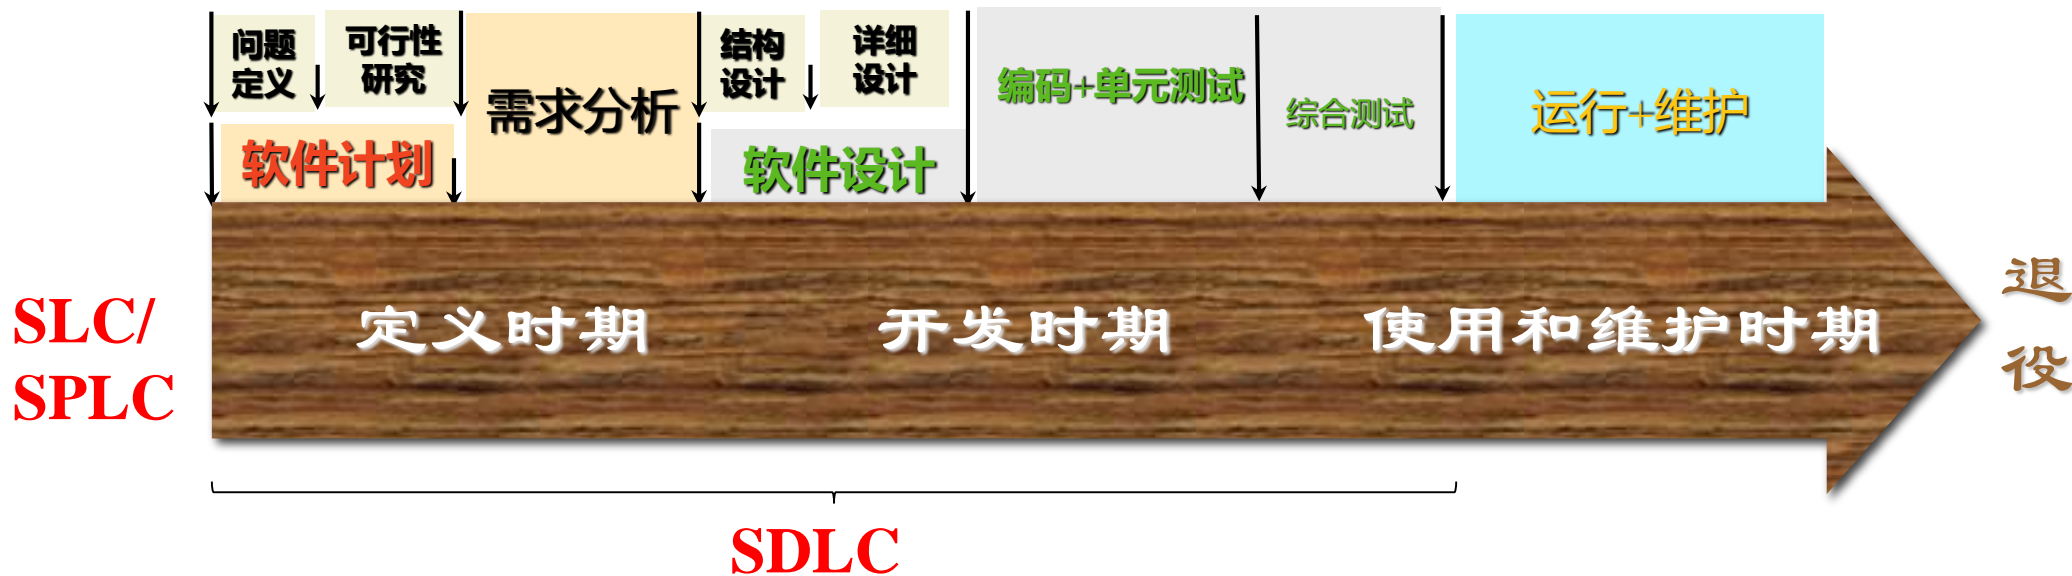 问题
定义
可行性
研究
软件计划
需求分析
结构
设计
详细
设计
软件设计
编码+单元测试
综合测试
运行+维护
SLC/
SPLC
定义时期
开发时期
使用和维护时期
退
役
SDLC